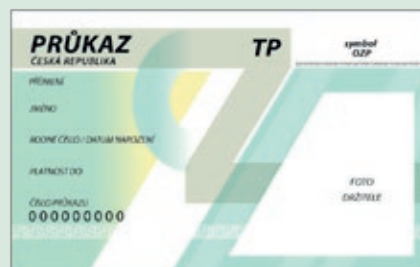 PRŮKAZ TP
ČESKÁ REPUBLIKA
symbol
OZP
PŘÍJMENÍ
JMÉNO
RODNÉ ČÍSLO / DATUM NAROZENÍ
PLATNOST DO
FOTO
DRŽITELE
ČÍSLO PRŮKAZU
000000000